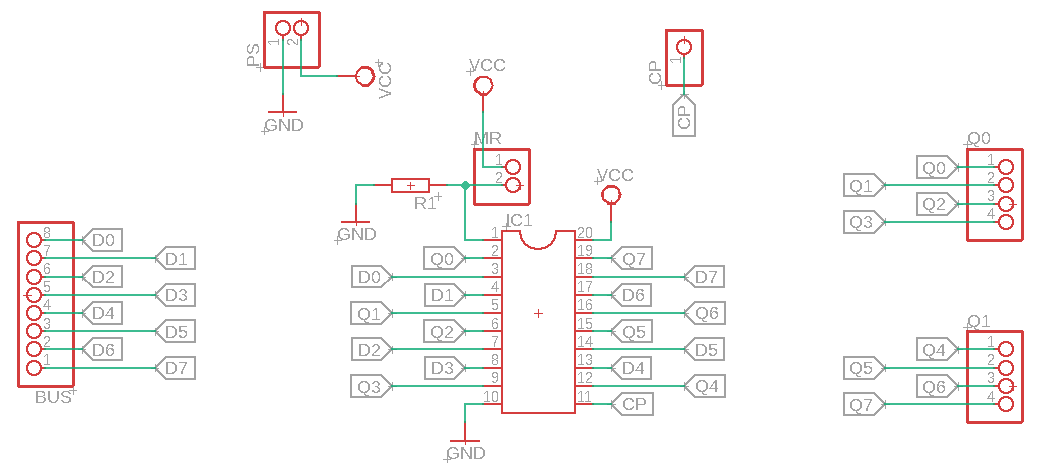 PS
1
2
VCC
GND
CP
1
CP
VCC
MR
1
2
R1
GND
VCC
IC1
1
2
3
4
5
6
7
8
9
10
20
19
18
17
16
15
14
13
12
11
Q0
D0
D1
Q1
Q2
D2
D3
Q3
GND
Q7
D7
D6
Q6
Q5
D5
D4
Q4
CP
8
7
6
5
4
3
2
1
D0
D1
D2
D3
D4
D5
D6
D7
BUS
Q0
Q0
Q1
Q2
Q3
1
2
3
4
Q1
Q4
Q5
Q6
Q7
1
2
3
4